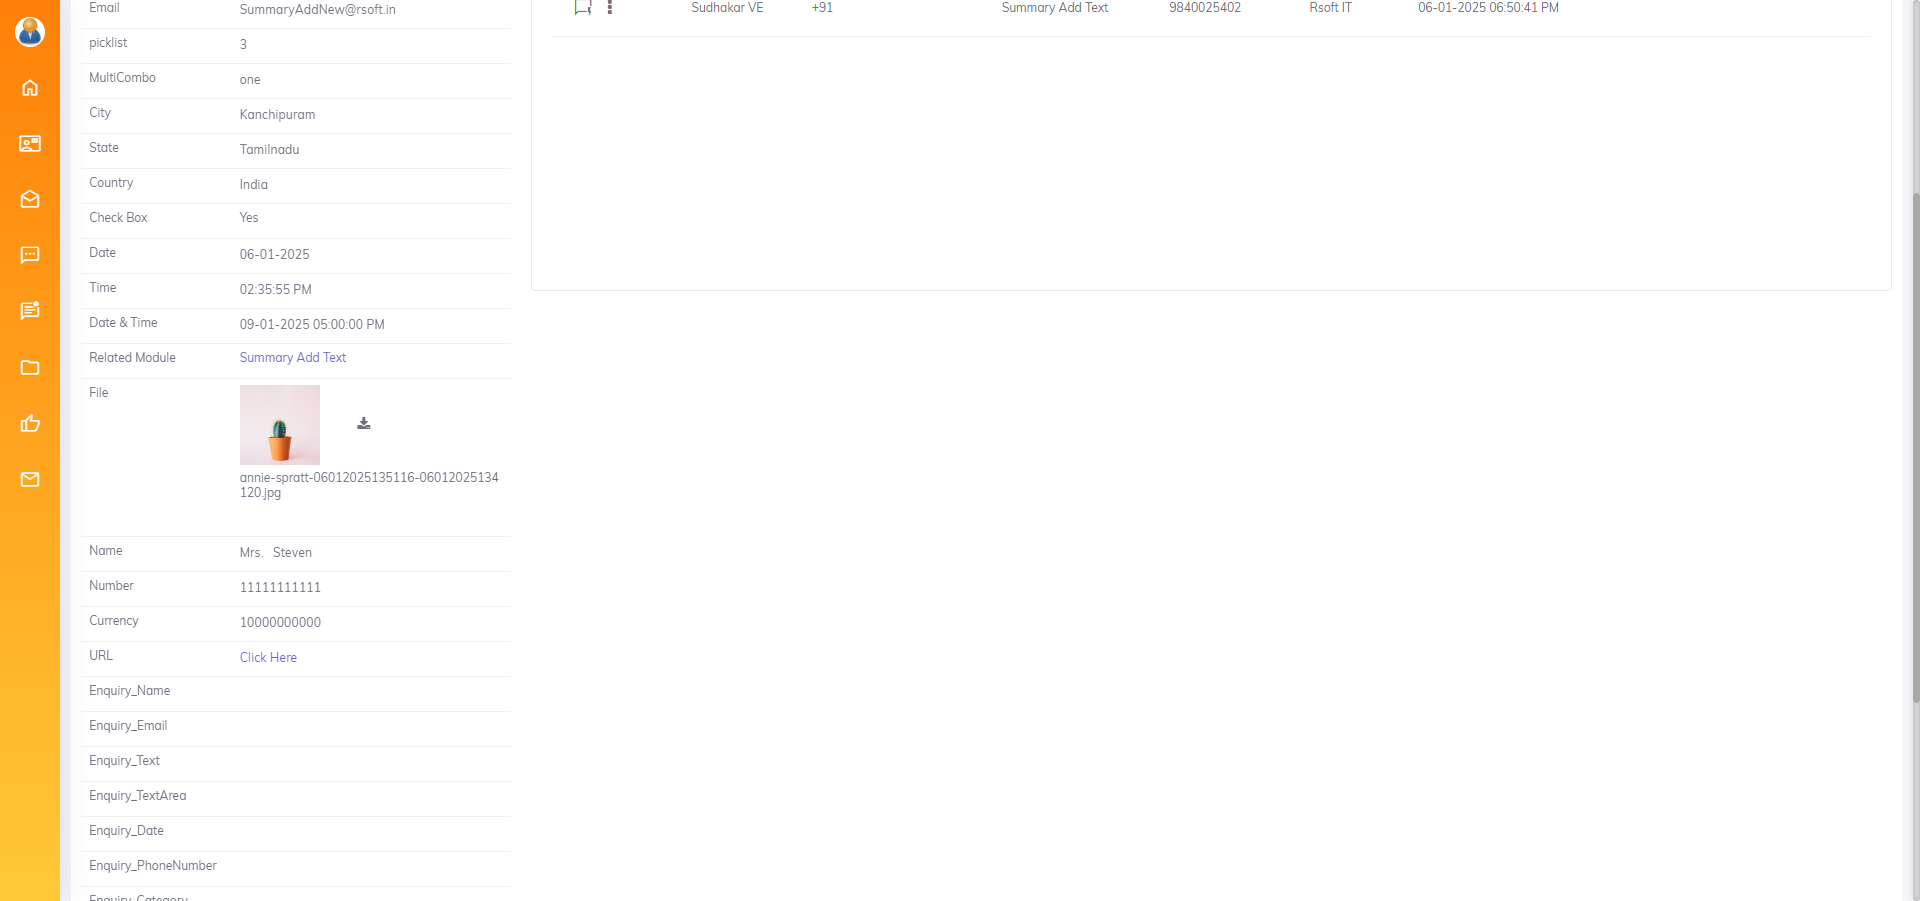 Email SummaryAddNew@rsoft.in
picklist 3
MultiCombo one
City Kanchipuram
State Tamilnadu
Country India
Check Box Yes
Date 06-01-2025
Time 02:35:55 PM
Date & Time 09-01-2025 05:00:00 PM
Related Module Summary Add Text
File
annie-spratt-06012025135116-06012025134
120.jpg
Name Mrs. Steven
Number 11111111111
Currency 10000000000
URL Click Here
Enquiry_Name
Enquiry_Email
Enquiry_Text
Enquiry_TextArea
Enquiry_Date
Enquiry_PhoneNumber
Enquiry_Category
Sudhakar VE +91 Summary Add Text 9840025402 Rsoft IT 06-01-2025 06:50:41 PM